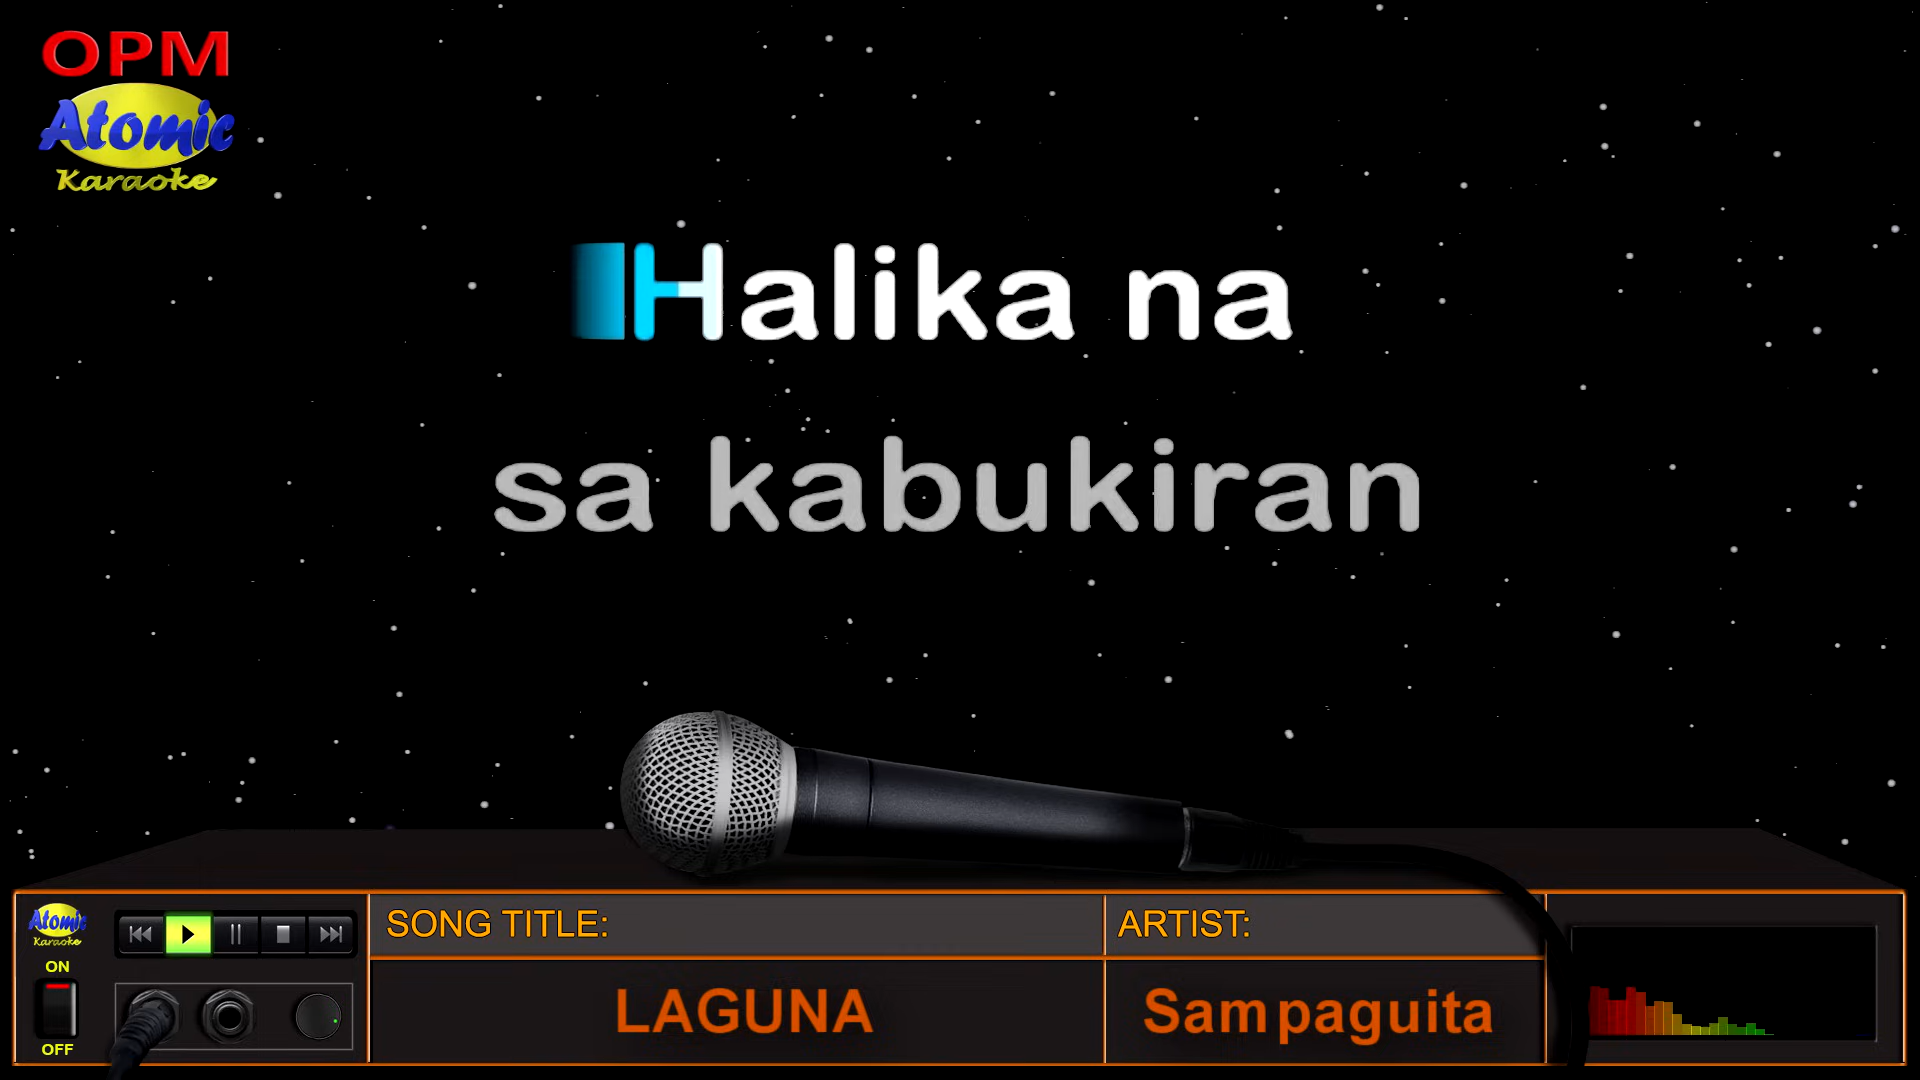 OPM
Atomic
Karaoke
Halika na
sa kabukiran
Atomic
Karaoke
ON
OFF
SONG TITLE:
LAGUNA
ARTIST:
Sampaguita